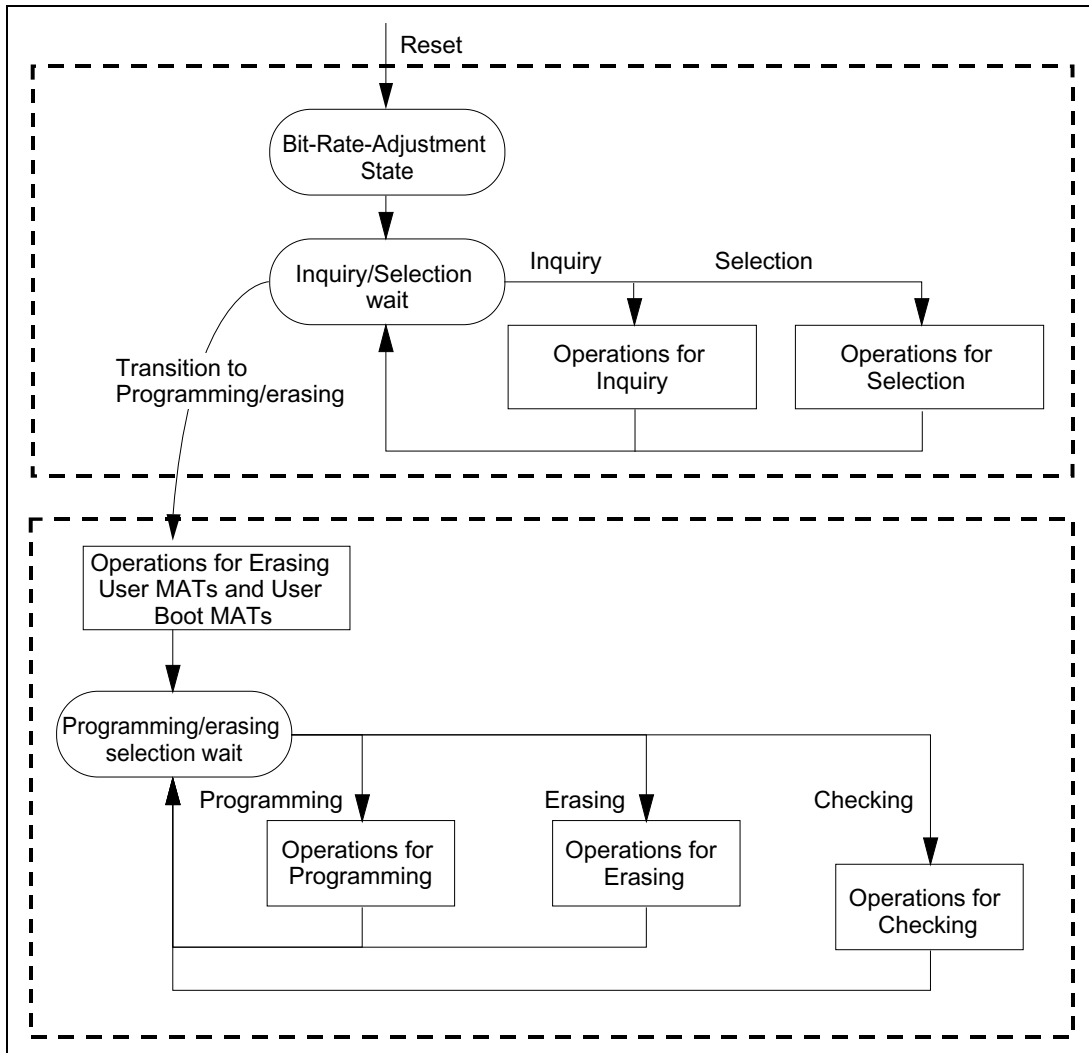 Reset
Bit-Rate-Adjustment
State
Inquiry/Selection
wait
Inquiry
Selection
Operations for
Inquiry
Operations for
Selection
Transition to
Programming/erasing
Operations for Erasing
User MATs and User
Boot MATs
Programming/erasing
selection wait
Programming
Erasing
Checking
Operations for
Programming
Operations for
Erasing
Operations for
Checking